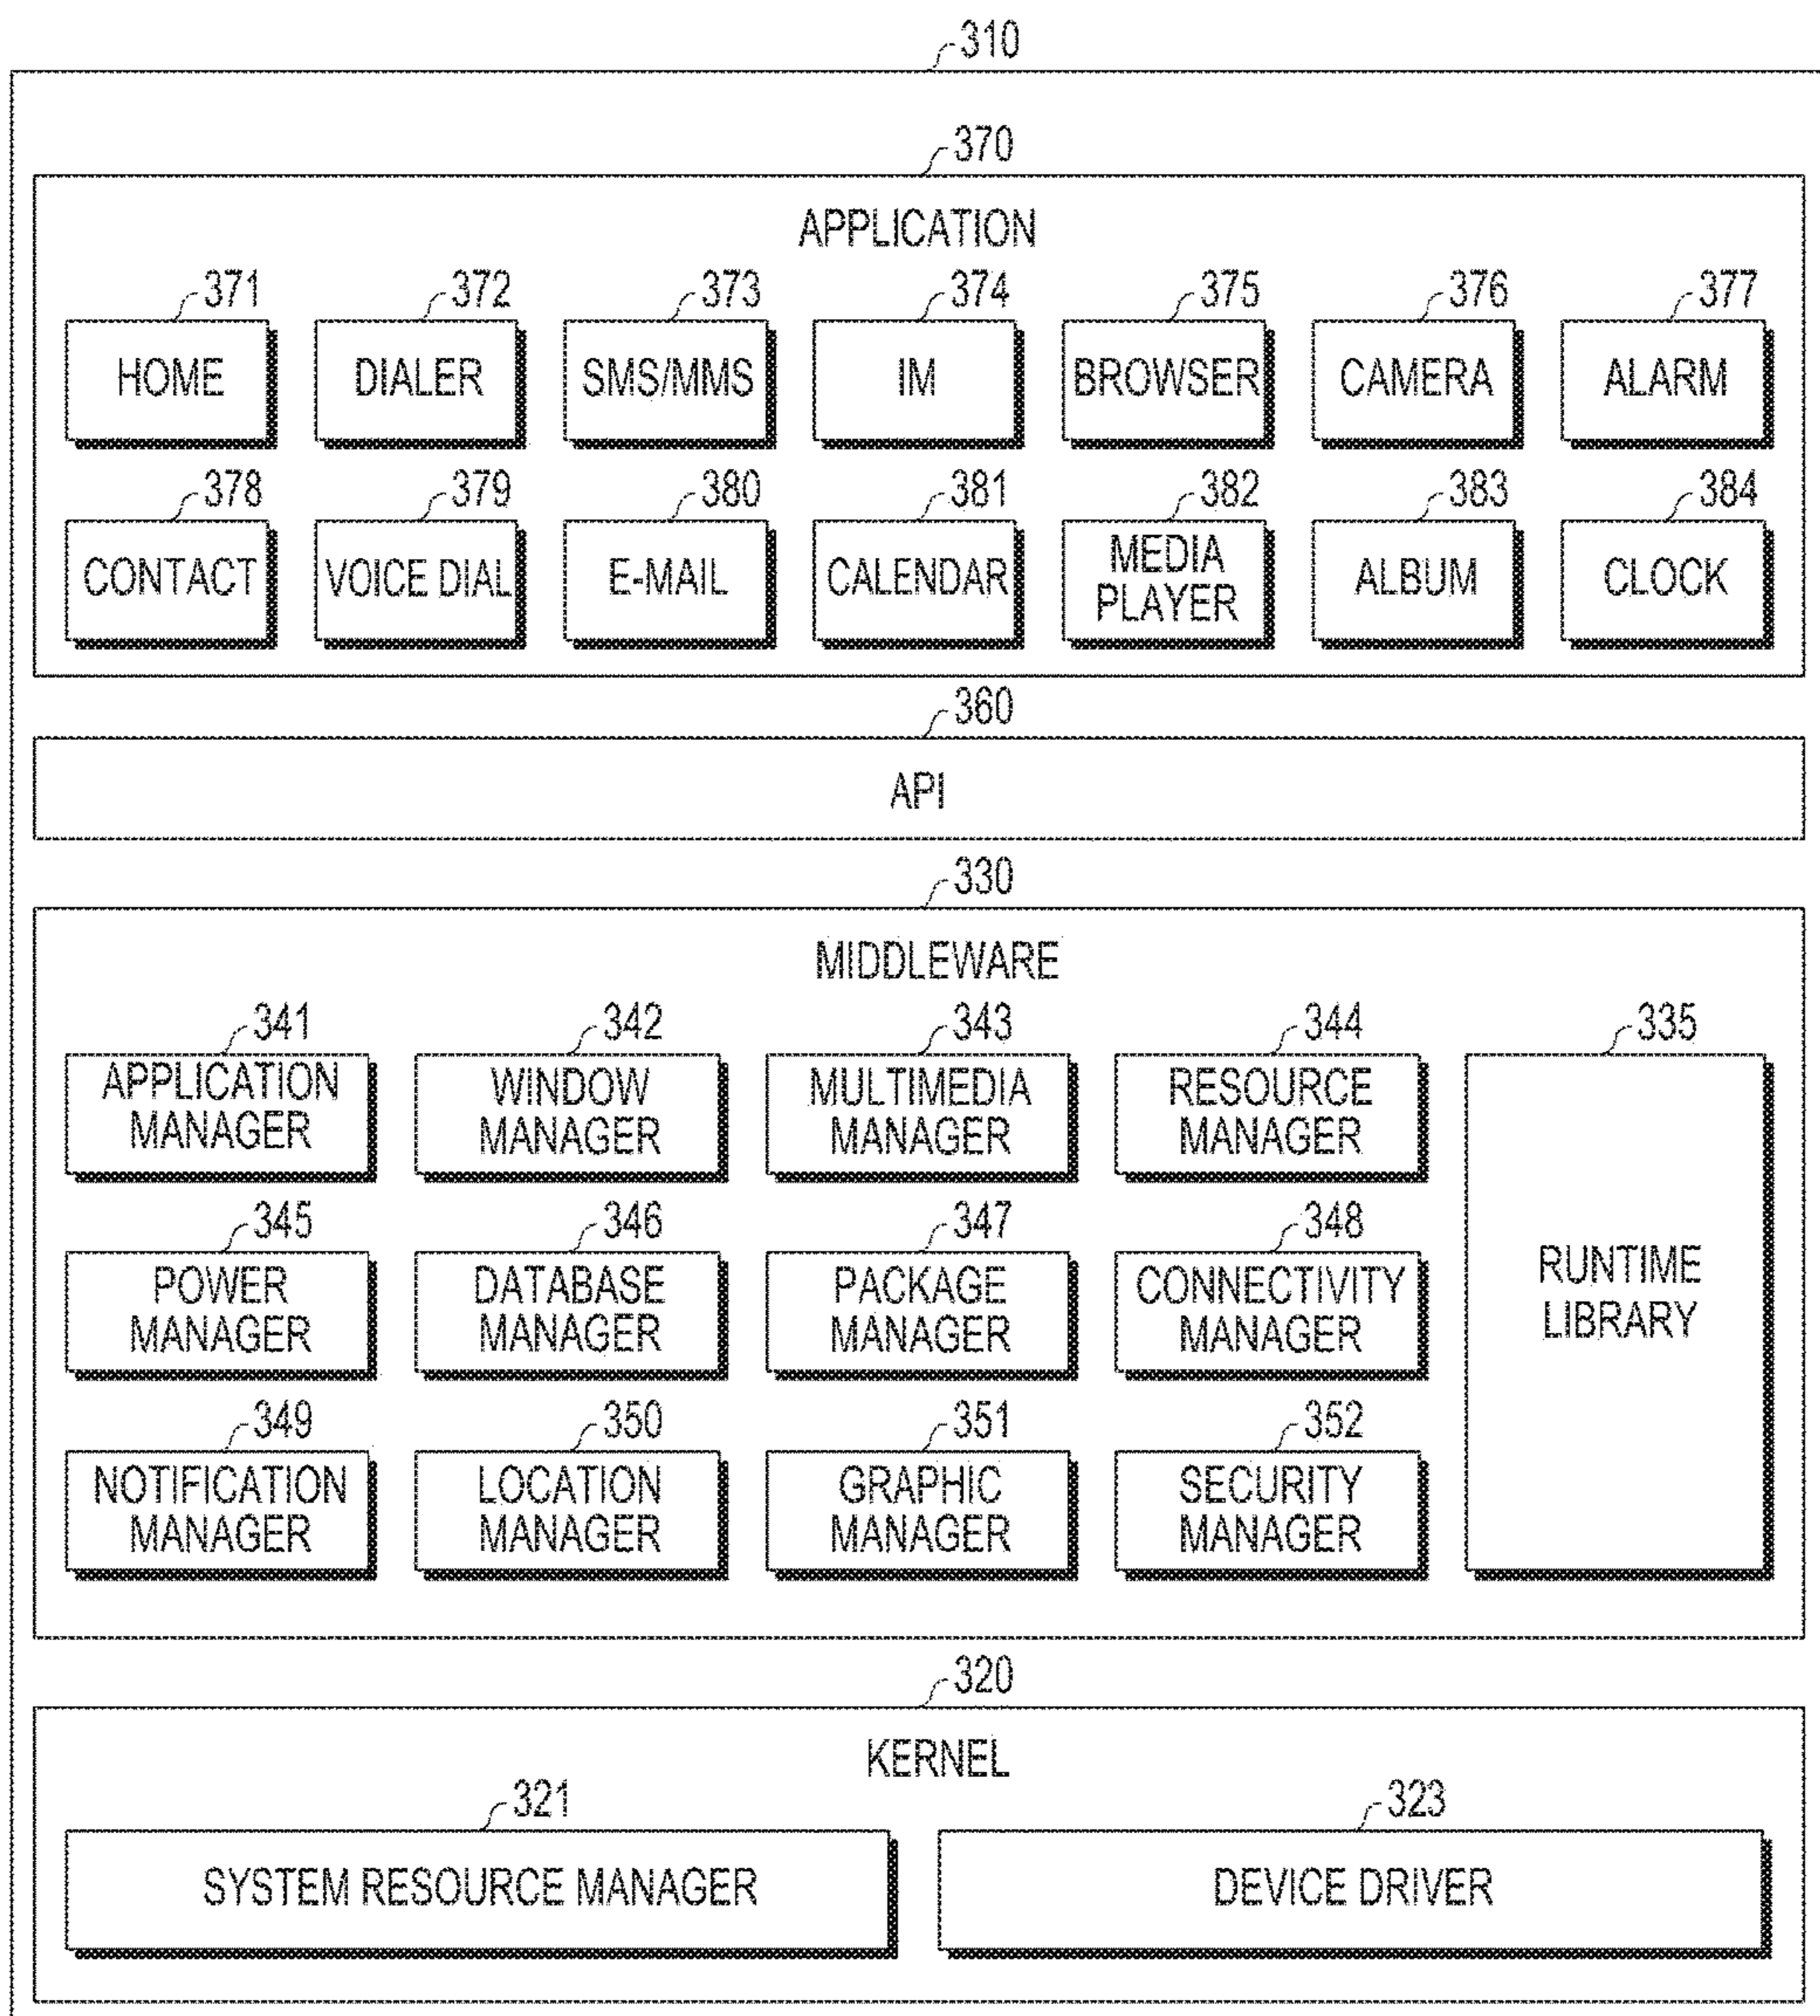 310
370
APPLICATION
371 372 373 374 375 376 377
HOME DIALER SMS/MMS IM BROWSER CAMERA ALARM
378 379 380 381 382 383 384
CONTACT VOICE DIAL E-MAIL CALENDAR MEDIA PLAYER ALBUM CLOCK
360
API
330
MIDDLEWARE
341 342 343 344 335
APPLICATION MANAGER WINDOW MANAGER MULTIMEDIA MANAGER RESOURCE MANAGER
345 346 347 348
POWER MANAGER DATABASE MANAGER PACKAGE MANAGER CONNECTIVITY MANAGER RUNTIME LIBRARY
349 350 351 352
NOTIFICATION MANAGER LOCATION MANAGER GRAPHIC MANAGER SECURITY MANAGER
320
KERNEL
321 323
SYSTEM RESOURCE MANAGER DEVICE DRIVER